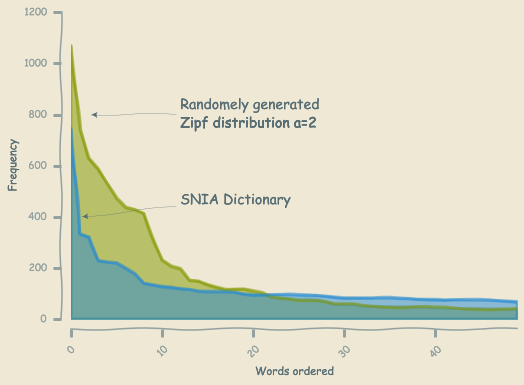 1200
1000
800
600
400
200
0
Frequency
Randomely generated
Zipf distribution a=2
SNIA Dictionary
0
10
20
30
40
Words ordered